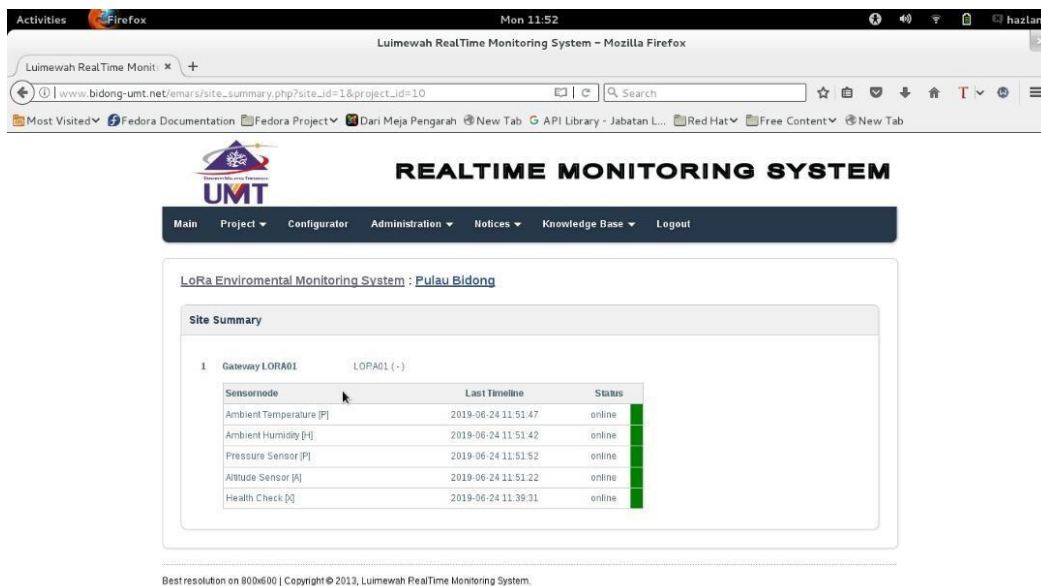 Activities Firefox Mon 11:52 hazlan
Luimewah RealTime Monitoring System - Mozilla Firefox
Luimewah RealTime Monit
www.bidong-umt.net/emars/site_summary.php?site_id=1&project_id=10 Search
Most Visited Fedora Documentation Fedora Project Dari Meja Pengarah New Tab API Library - Jabatan L... Red Hat Free Content New Tab
UMT
REALTIME MONITORING SYSTEM
Main Project Configurator Administration Notices Knowledge Base Logout
LoRa Enviromental Monitoring System : Pulau Bidong
Site Summary
1 Gateway LORA01 LORA01 (-)
Sensornode Last Timeline Status
Ambient Temperature [P] 2019-06-24 11:51:47 online
Ambient Humidity [H] 2019-06-24 11:51:42 online
Pressure Sensor [P] 2019-06-24 11:51:52 online
Altitude Sensor [A] 2019-06-24 11:51:22 online
Health Check [X] 2019-06-24 11:39:31 online
Best resolution on 800x600 | Copyright © 2013, Luimewah RealTime Monitoring System.